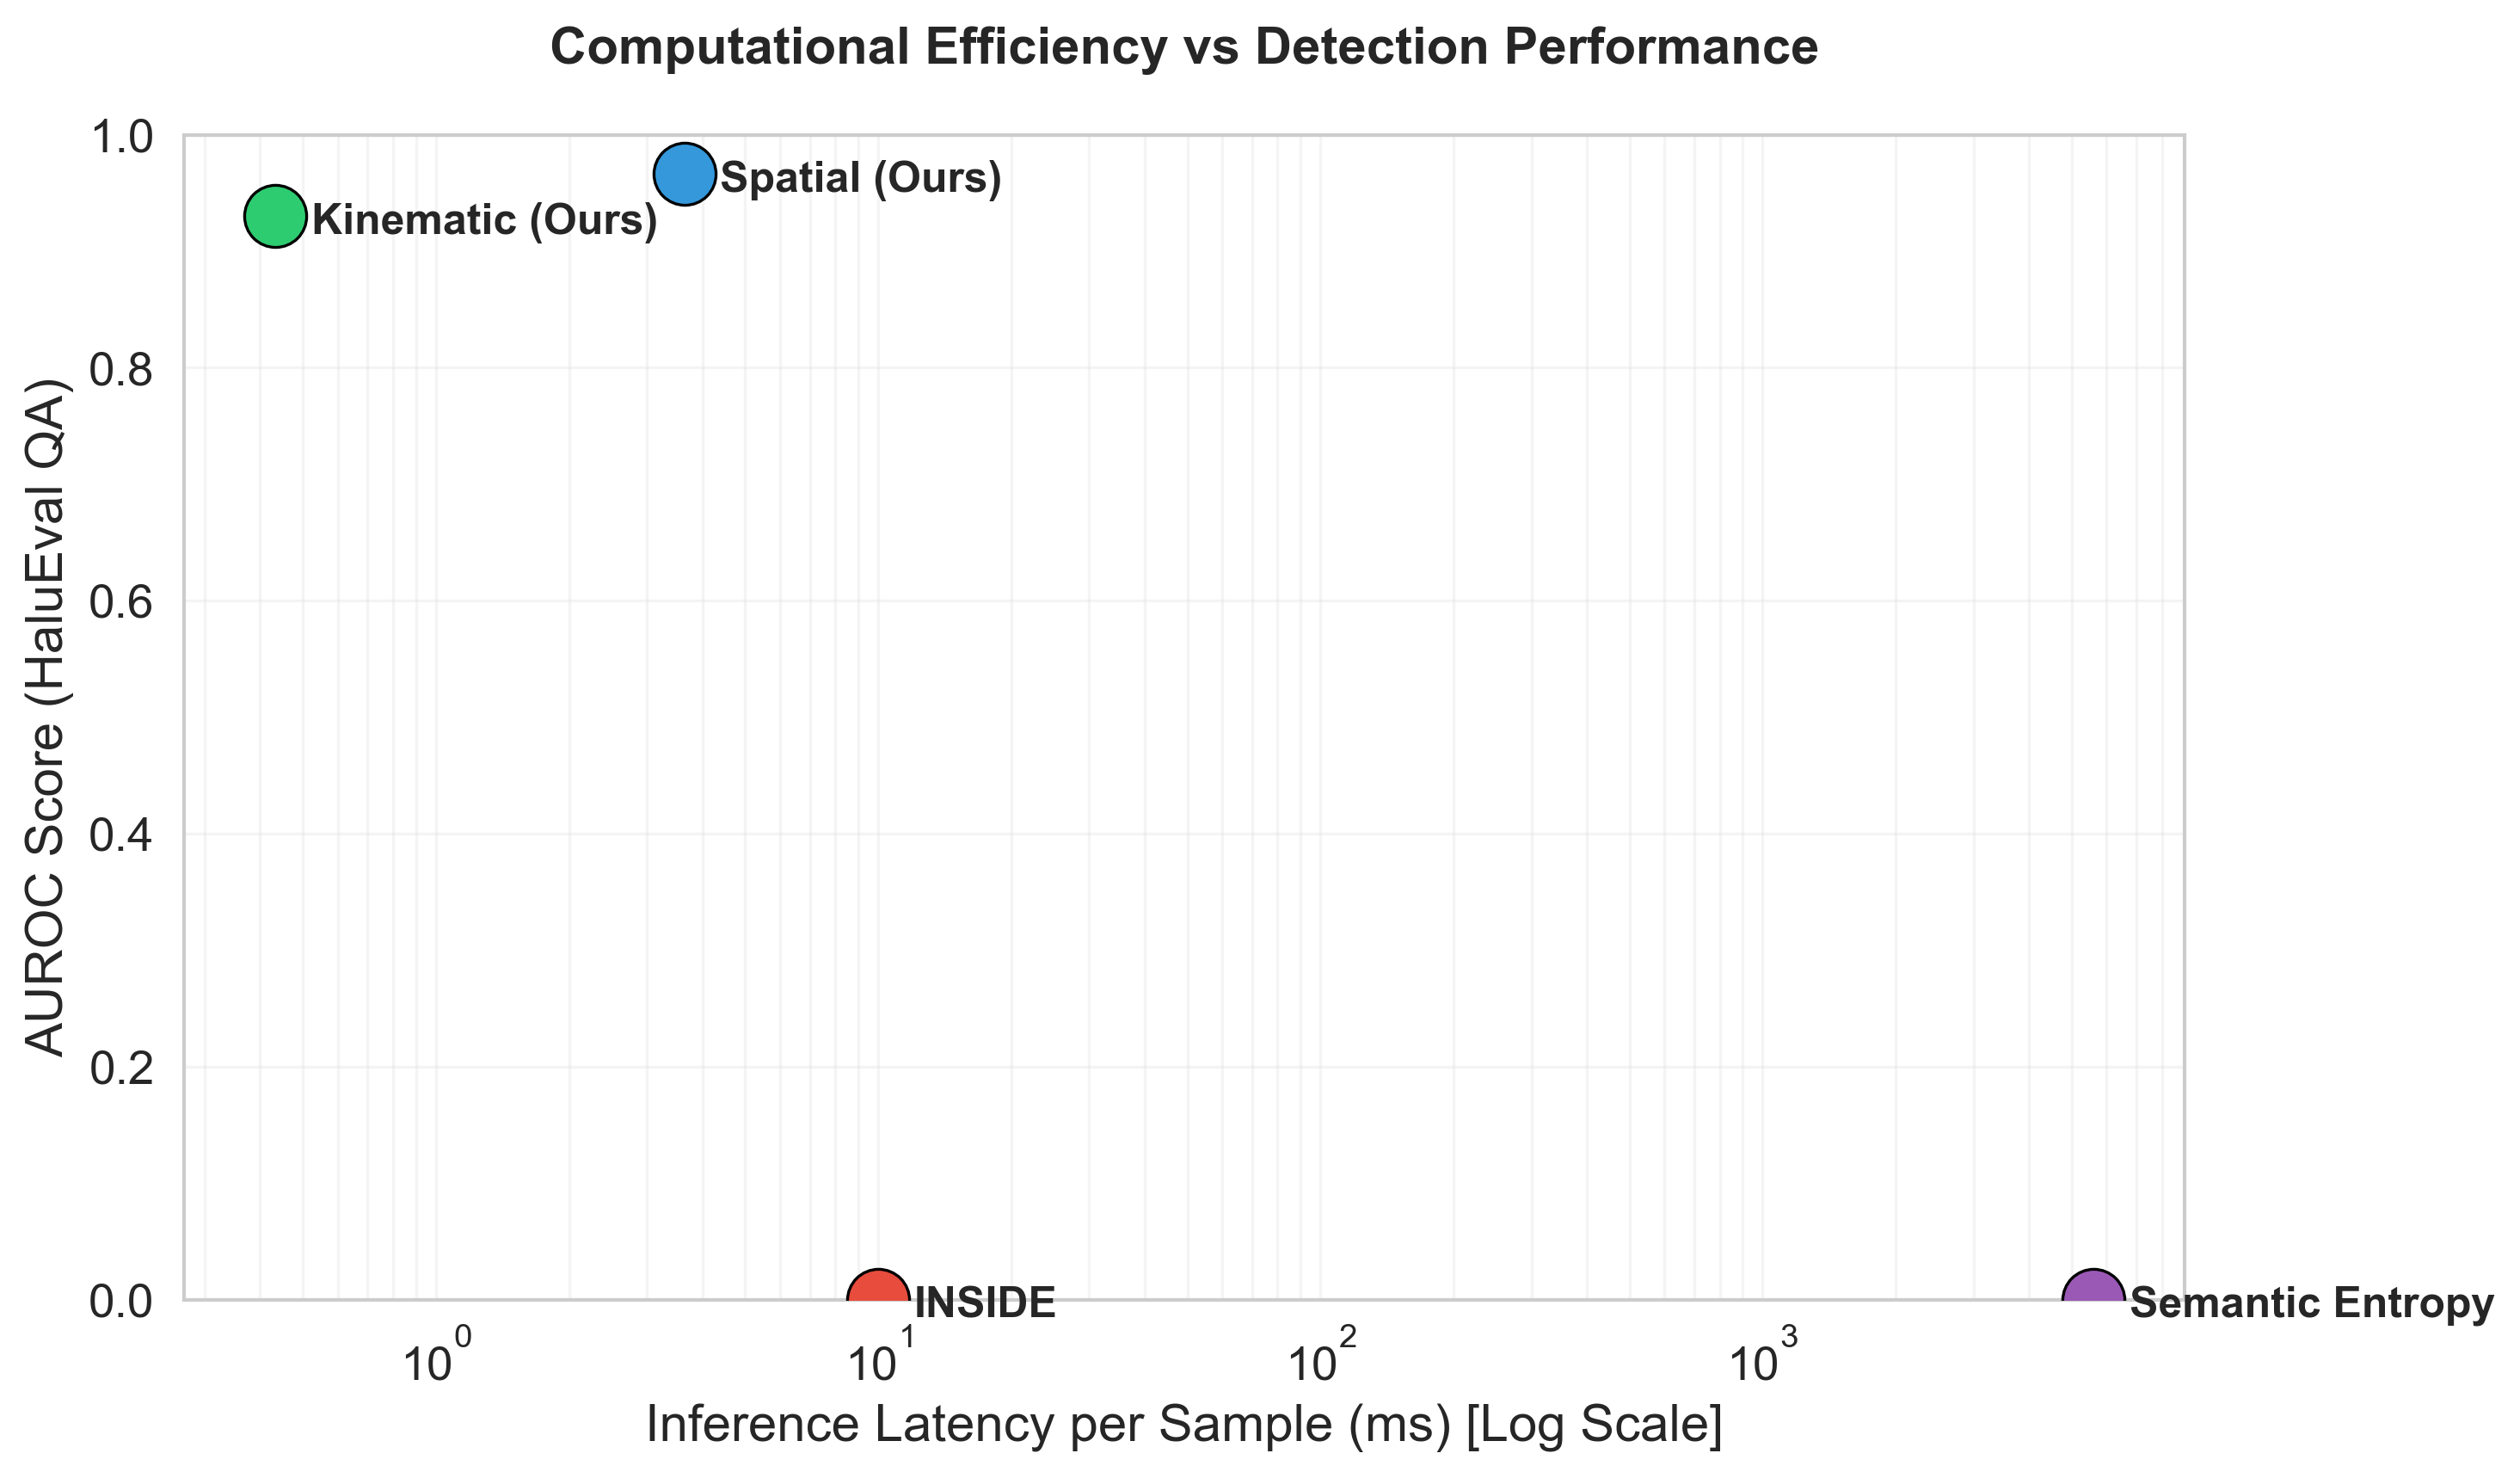 Computational Efficiency vs Detection Performance
1.0
Spatial (Ours)
Kinematic (Ours)
0.8
0.6
0.4
0.2
0.0
AUROC Score (HaluEval QA)
INSIDE
Semantic Entropy
10^0 10^1 10^2 10^3
Inference Latency per Sample (ms) [Log Scale]